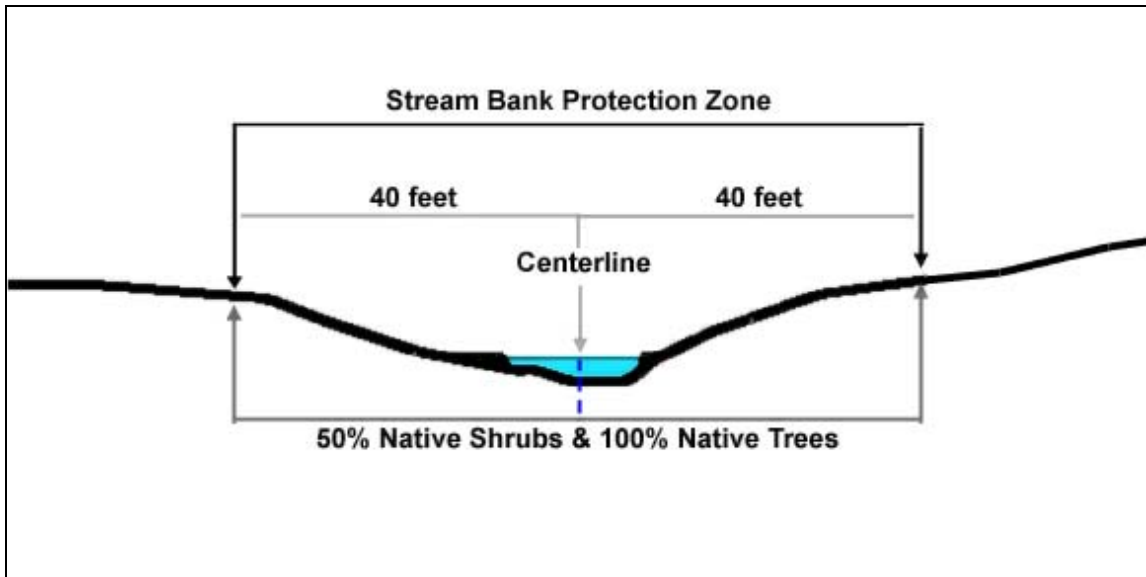 Stream Bank Protection Zone
40 feet
40 feet
Centerline
50% Native Shrubs & 100% Native Trees